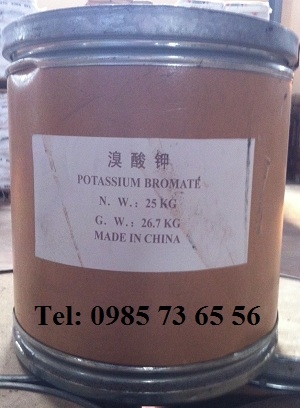 溴酸钾
POTASSIUM BROMATE
N. W.: 25 KG
G. W.: 26.7 KG
MADE IN CHINA
Tel: 0985 73 65 56